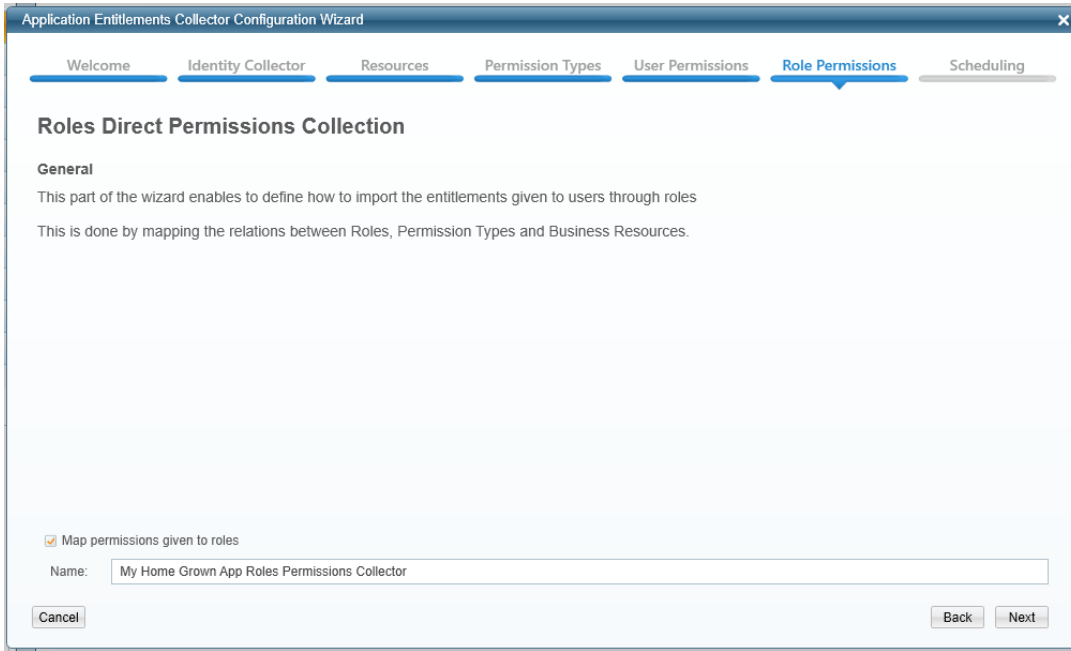 Application Entitlements Collector Configuration Wizard
Welcome Identity Collector Resources Permission Types User Permissions Role Permissions Scheduling
Roles Direct Permissions Collection
General
This part of the wizard enables to define how to import the entitlements given to users through roles
This is done by mapping the relations between Roles, Permission Types and Business Resources.
Map permissions given to roles
Name: My Home Grown App Roles Permissions Collector
Cancel Back Next